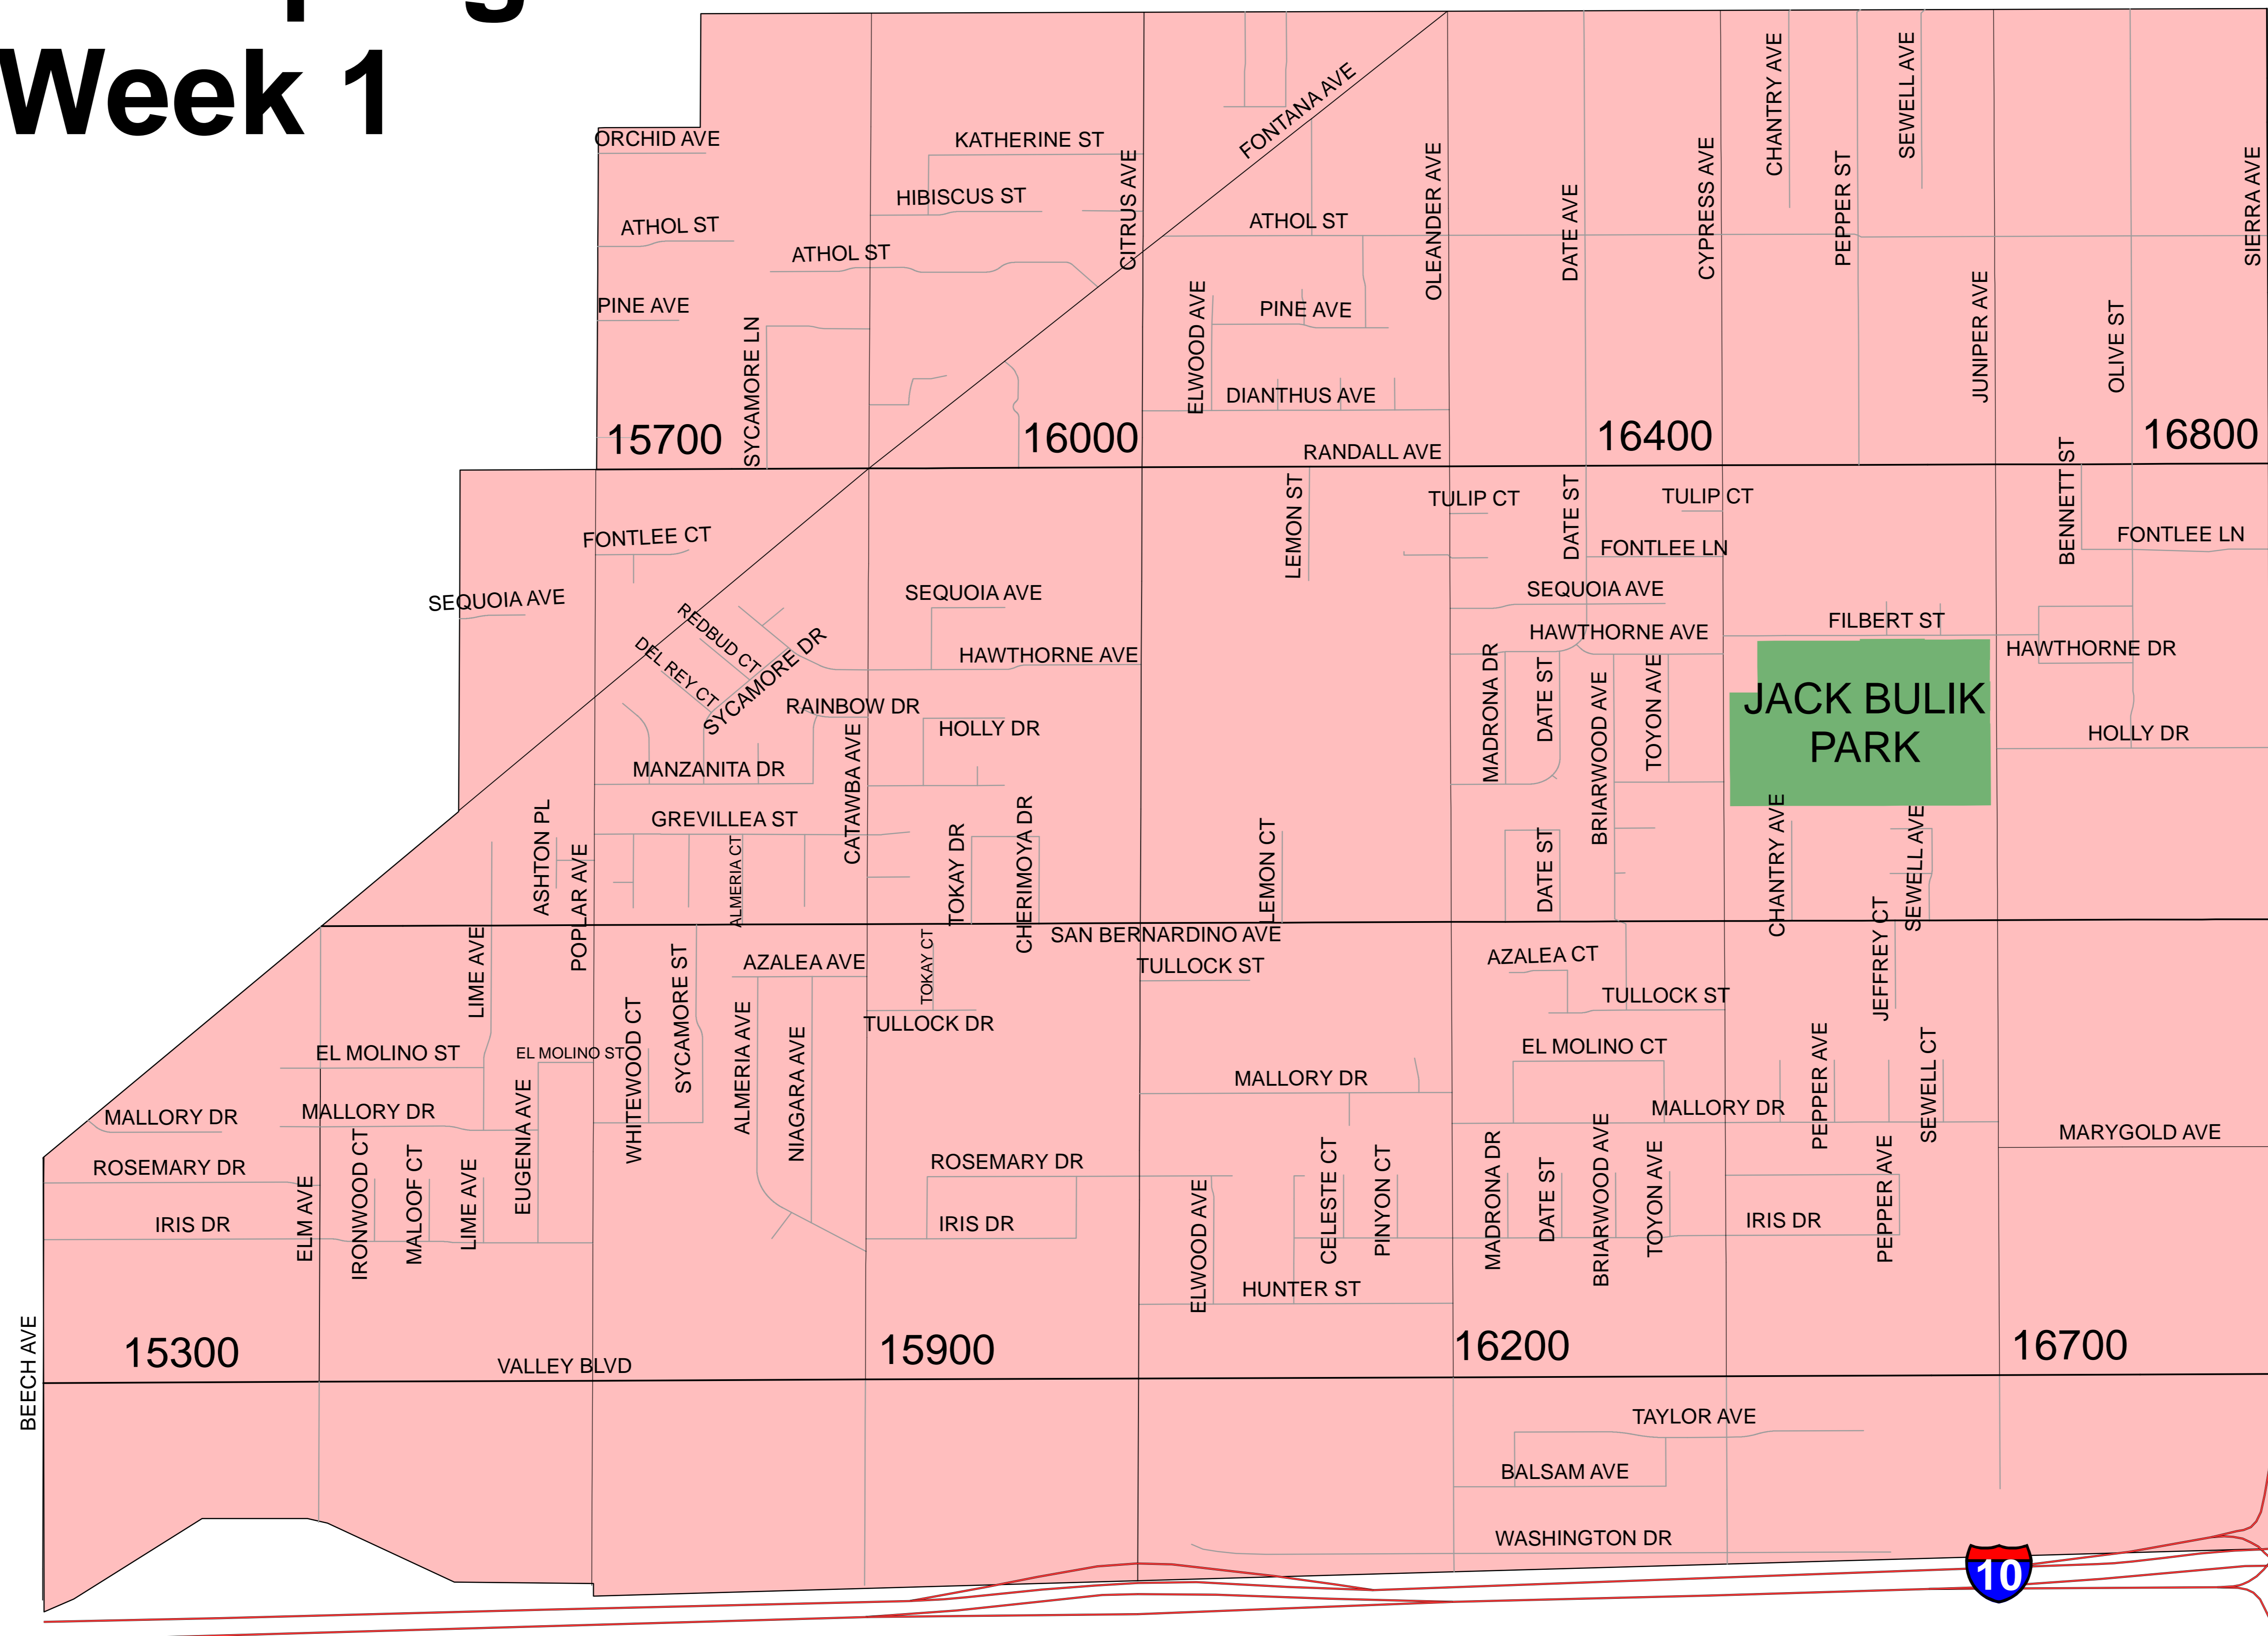 Week 1
ORCHID AVE
KATHERINE ST
CITRUS AVE
FONTANA AVE
OLEANDER AVE
DATE AVE
CYPRESS AVE
CHANTRY AVE
PEPPER ST
SEWELL AVE
SIERRA AVE
HIBISCUS ST
ATHOL ST
ATHOL ST
ATHOL ST
PINE AVE
SYCAMORE LN
ELWOOD AVE
PINE AVE
JUNIPER AVE
OLIVE ST
DIANTHUS AVE
15700
16000
16400
16800
RANDALL AVE
LEMON ST
TULIP CT
DATE ST
TULIP CT
BENNETT ST
FONTLEE CT
FONTLEE LN
FONTLEE LN
SEQUOIA AVE
SEQUOIA AVE
SEQUOIA AVE
REDBUD CT
DEL REY CT
SYCAMORE DR
HAWTHORNE AVE
HAWTHORNE AVE
FILBERT ST
HAWTHORNE DR
RAINBOW DR
HOLLY DR
MADRONA DR
DATE ST
BRIARWOOD AVE
TOYON AVE
JACK BULIK
PARK
HOLLY DR
MANZANITA DR
CATAWBA AVE
GREVILLEA ST
ASHTON PL
POPLAR AVE
ALMERIA CT
TOKAY DR
CHERIMOYA DR
LEMON CT
DATE ST
CHANTRY AVE
SEWELL AVE
SAN BERNARDINO AVE
LIME AVE
SYCAMORE ST
AZALEA AVE
TOKAY CT
TULLOCK ST
AZALEA CT
JEFFREY CT
WHITEWOOD CT
ALMERIA AVE
NIAGARA AVE
TULLOCK DR
TULLOCK ST
EL MOLINO ST
EL MOLINO ST
EL MOLINO CT
PEPPER AVE
SEWELL CT
MALLORY DR
MALLORY DR
MALLORY DR
MALLORY DR
EUGENIA AVE
MARYGOLD AVE
ROSEMARY DR
ROSEMARY DR
ELM AVE
IRONWOOD CT
MALOOF CT
LIME AVE
ELWOOD AVE
CELESTE CT
PINYON CT
MADRONA DR
DATE ST
BRIARWOOD AVE
TOYON AVE
PEPPER AVE
IRIS DR
IRIS DR
IRIS DR
HUNTER ST
BEECH AVE
15300
15900
16200
16700
VALLEY BLVD
TAYLOR AVE
BALSAM AVE
WASHINGTON DR
10